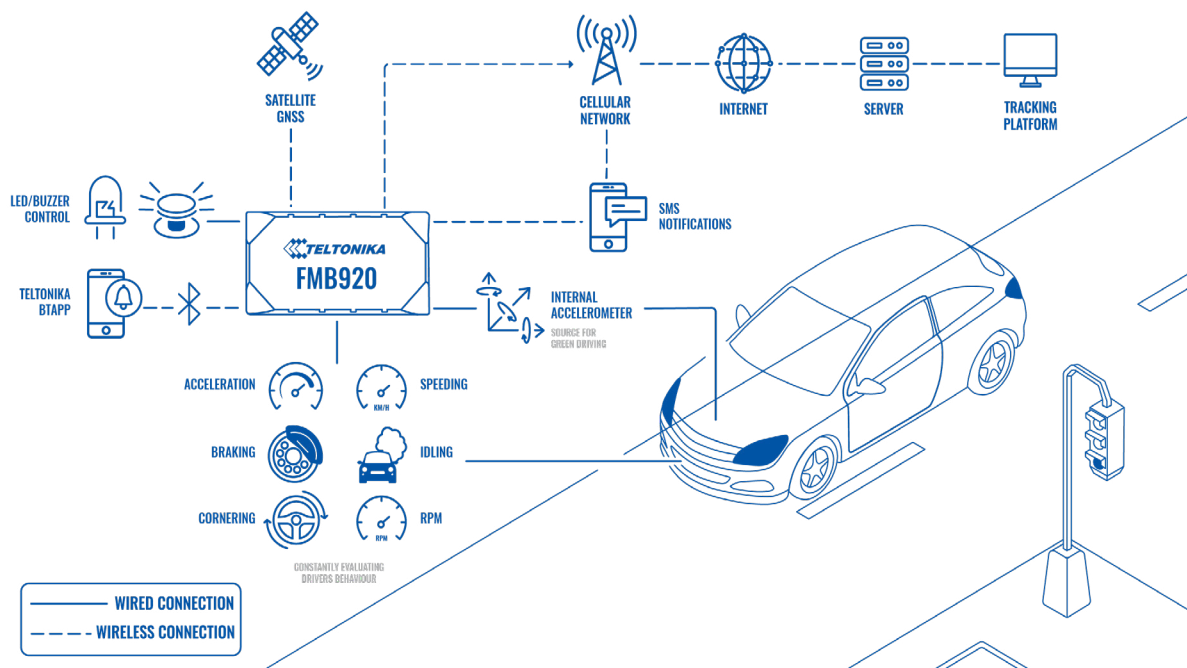 SATELLITE
GNSS
CELLULAR
NETWORK
INTERNET
SERVER
TRACKING
PLATFORM
LED/BUZZER
CONTROL
TELTONIKA
FMB920
SMS
NOTIFICATIONS
TELTONIKA
BTAPP
INTERNAL
ACCELEROMETER
SOURCE FOR
GREEN DRIVING
ACCELERATION
KM/H
SPEEDING
BRAKING
IDLING
CORNERING
RPM
RPM
CONSTANTLY EVALUATING
DRIVERS BEHAVIOUR
WIRED CONNECTION
WIRELESS CONNECTION